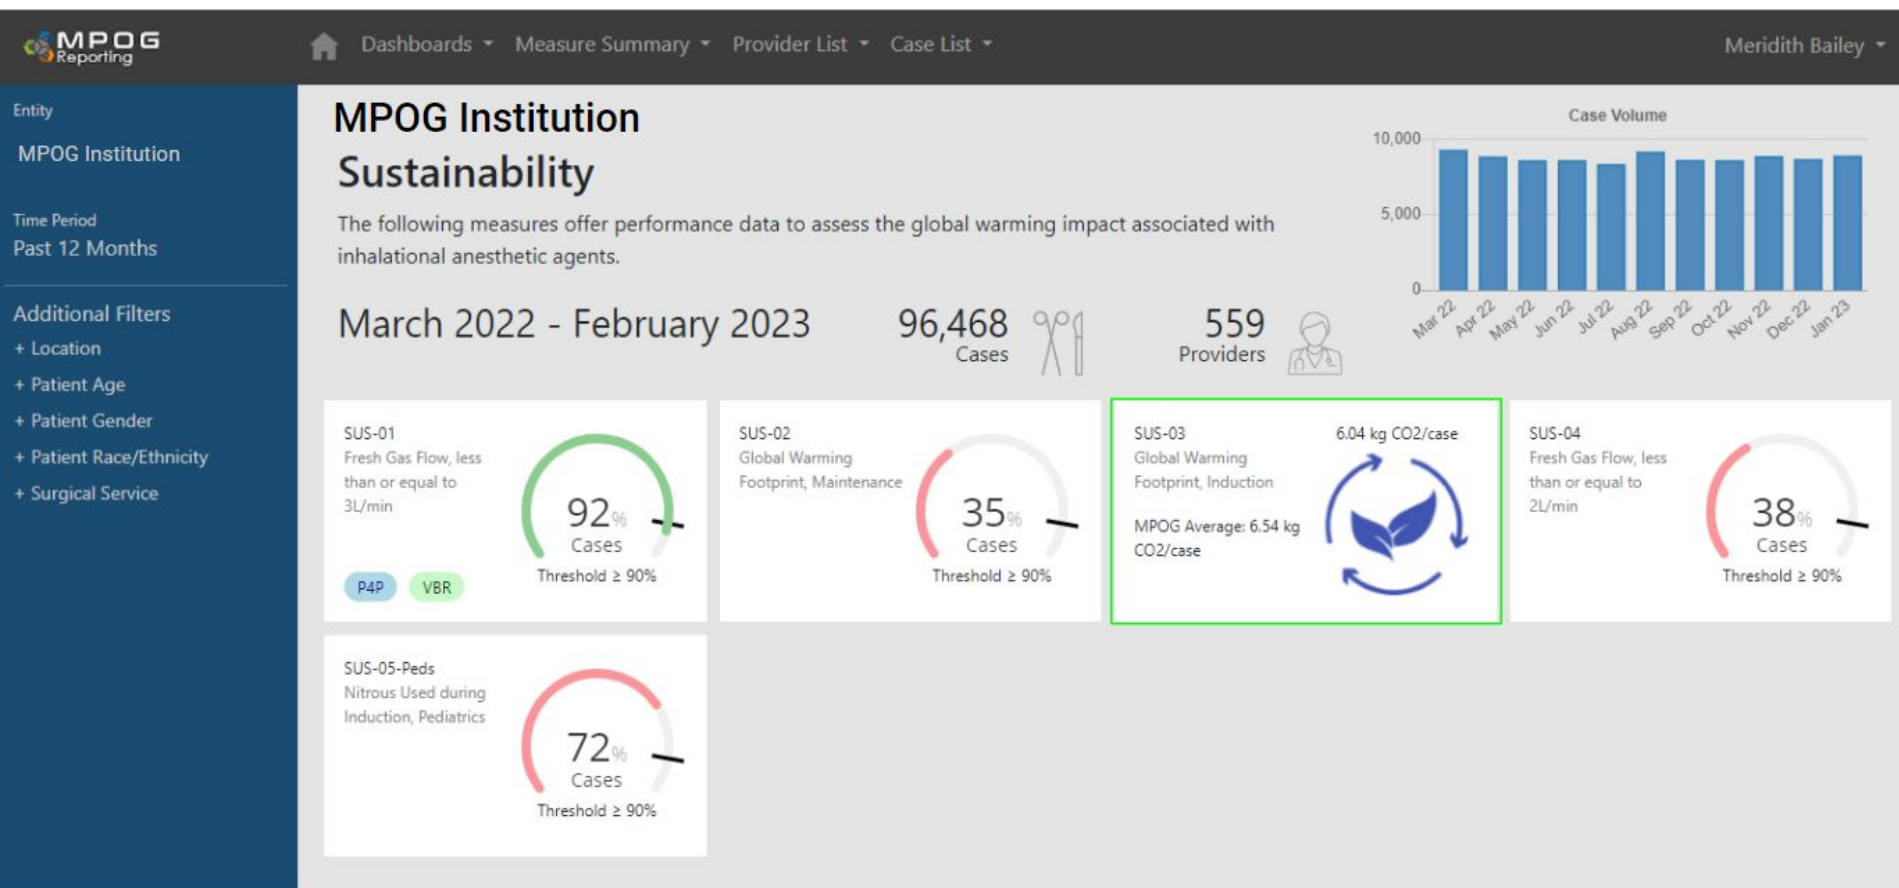 MPOG
Reporting
Dashboards
Measure Summary
Provider List
Case List
Meridith Bailey
Entity
MPOG Institution
Time Period
Past 12 Months
Additional Filters
+ Location
+ Patient Age
+ Patient Gender
+ Patient Race/Ethnicity
+ Surgical Service
MPOG Institution
Sustainability
The following measures offer performance data to assess the global warming impact associated with
inhalational anesthetic agents.
March 2022 - February 2023
96,468
Cases
559
Providers
Case Volume
10,000
5,000
0
Mar 22
Apr 22
May 22
Jun 22
Jul 22
Aug 22
Sep 22
Oct 22
Nov 22
Dec 22
Jan 23
SUS-01
Fresh Gas Flow, less
than or equal to
3L/min
92%
Cases
Threshold ≥ 90%
P4P
VBR
SUS-02
Global Warming
Footprint, Maintenance
35%
Cases
Threshold ≥ 90%
SUS-03
Global Warming
Footprint, Induction
MPOG Average: 6.54 kg
CO2/case
6.04 kg CO2/case
SUS-04
Fresh Gas Flow, less
than or equal to
2L/min
38%
Cases
Threshold ≥ 90%
SUS-05-Peds
Nitrous Used during
Induction, Pediatrics
72%
Cases
Threshold ≥ 90%